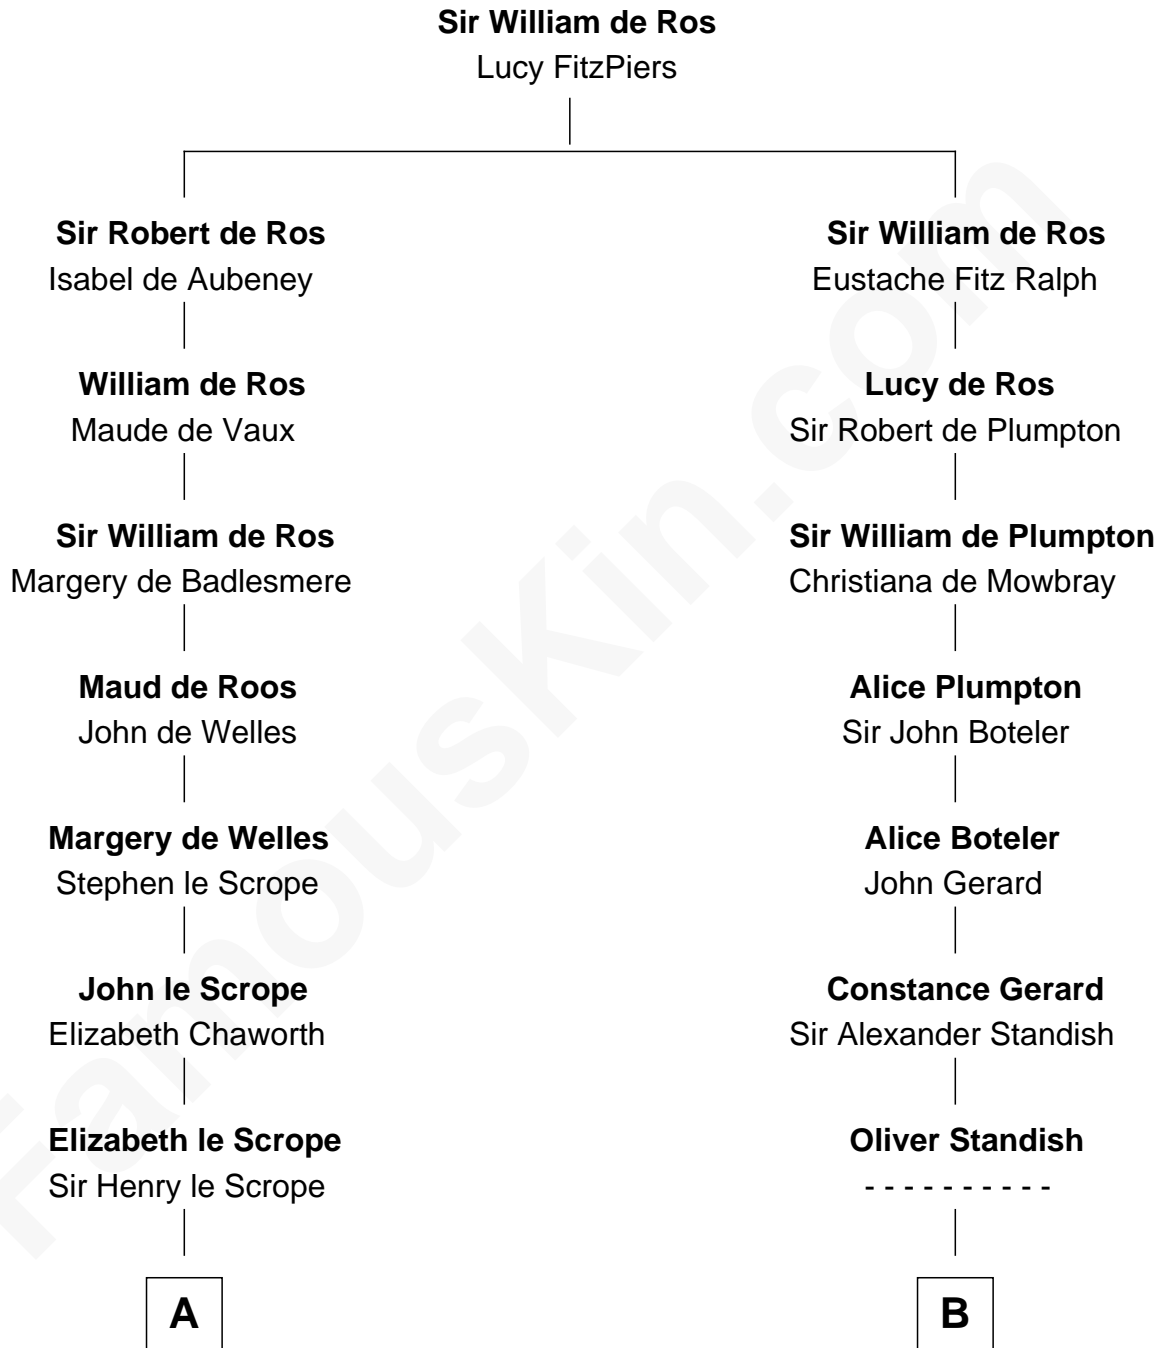 Sir William de Ros
Lucy FitzPiers
Sir Robert de Ros
Isabel de Aubeney
Sir William de Ros
Eustache Fitz Ralph
William de Ros
Maude de Vaux
Lucy de Ros
Sir Robert de Plumpton
Sir William de Ros
Margery de Badlesmere
Sir William de Plumpton
Christiana de Mowbray
Maud de Roos
John de Welles
Alice Plumpton
Sir John Boteler
Margery de Welles
Stephen le Scrope
Alice Boteler
John Gerard
John le Scrope
Elizabeth Chaworth
Constance Gerard
Sir Alexander Standish
Elizabeth le Scrope
Sir Henry le Scrope
Oliver Standish
- - - - - - - - - -
A
B
FamousKin.com